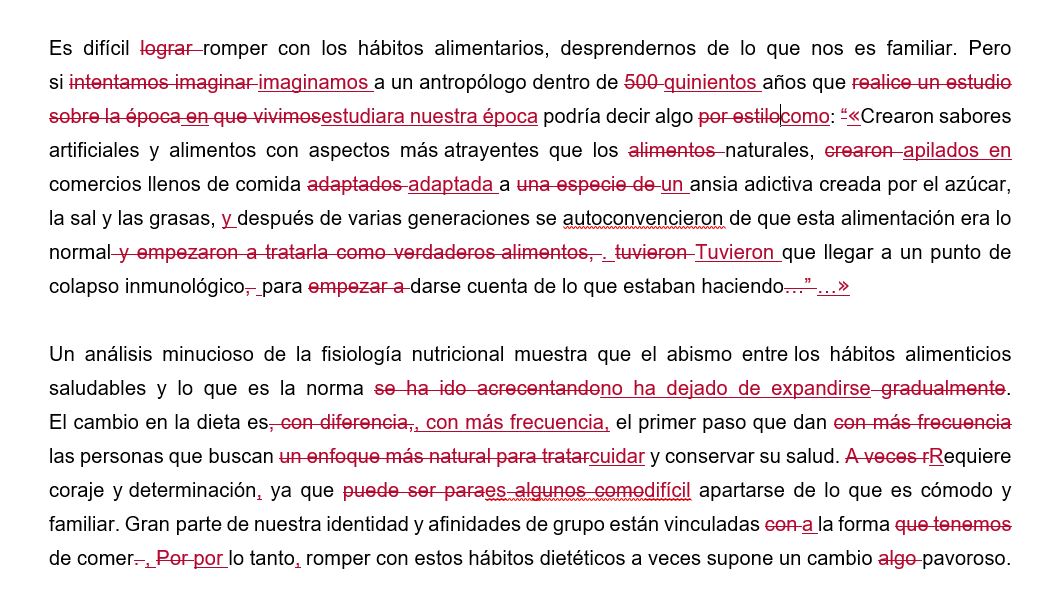 Es difícil lograr romper con los hábitos alimentarios, desprendernos de lo que nos es familiar. Pero
si intentamos imaginar imaginamos a un antropólogo dentro de 500 quinientos años que realice un estudio
sobre la época en que vivimosestudiara nuestra época podría decir algo por estilocomo: “«Crearon sabores
artificiales y alimentos con aspectos más atrayentes que los alimentos naturales, crearon apilados en
comercios llenos de comida adaptados adaptada a una especie de un ansia adictiva creada por el azúcar,
la sal y las grasas, y después de varias generaciones se autoconvencieron de que esta alimentación era lo
normal y empezaron a tratarla como verdaderos alimentos, . tuvieron Tuvieron que llegar a un punto de
colapso inmunológico, para empezar a darse cuenta de lo que estaban haciendo…” …»
Un análisis minucioso de la fisiología nutricional muestra que el abismo entre los hábitos alimenticios
saludables y lo que es la norma se ha ido acrecentandono ha dejado de expandirse gradualmente.
El cambio en la dieta es, con diferencia,, con más frecuencia, el primer paso que dan con más frecuencia
las personas que buscan un enfoque más natural para tratarcuidar y conservar su salud. A veces rRequiere
coraje y determinación, ya que puede ser paraes algunos comodifícil apartarse de lo que es cómodo y
familiar. Gran parte de nuestra identidad y afinidades de grupo están vinculadas con a la forma que tenemos
de comer. , Por por lo tanto, romper con estos hábitos dietéticos a veces supone un cambio algo pavoroso.